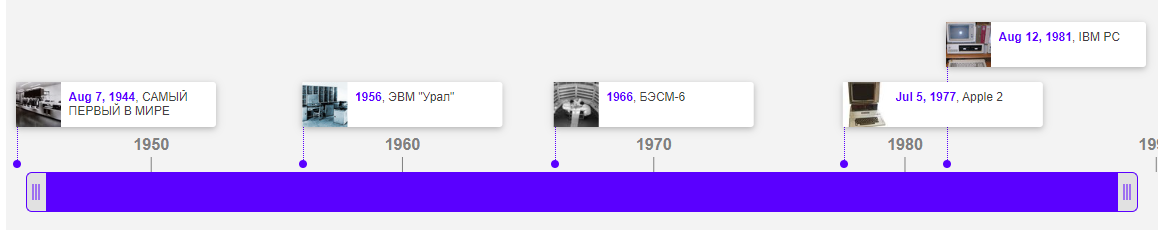 Aug 12, 1981, IBM PC
Aug 7, 1944, САМЫЙ
ПЕРВЫЙ В МИРЕ
1956, ЭВМ "Урал"
1966, БЭСМ-6
Jul 5, 1977, Apple 2
1950
1960
1970
1980
199